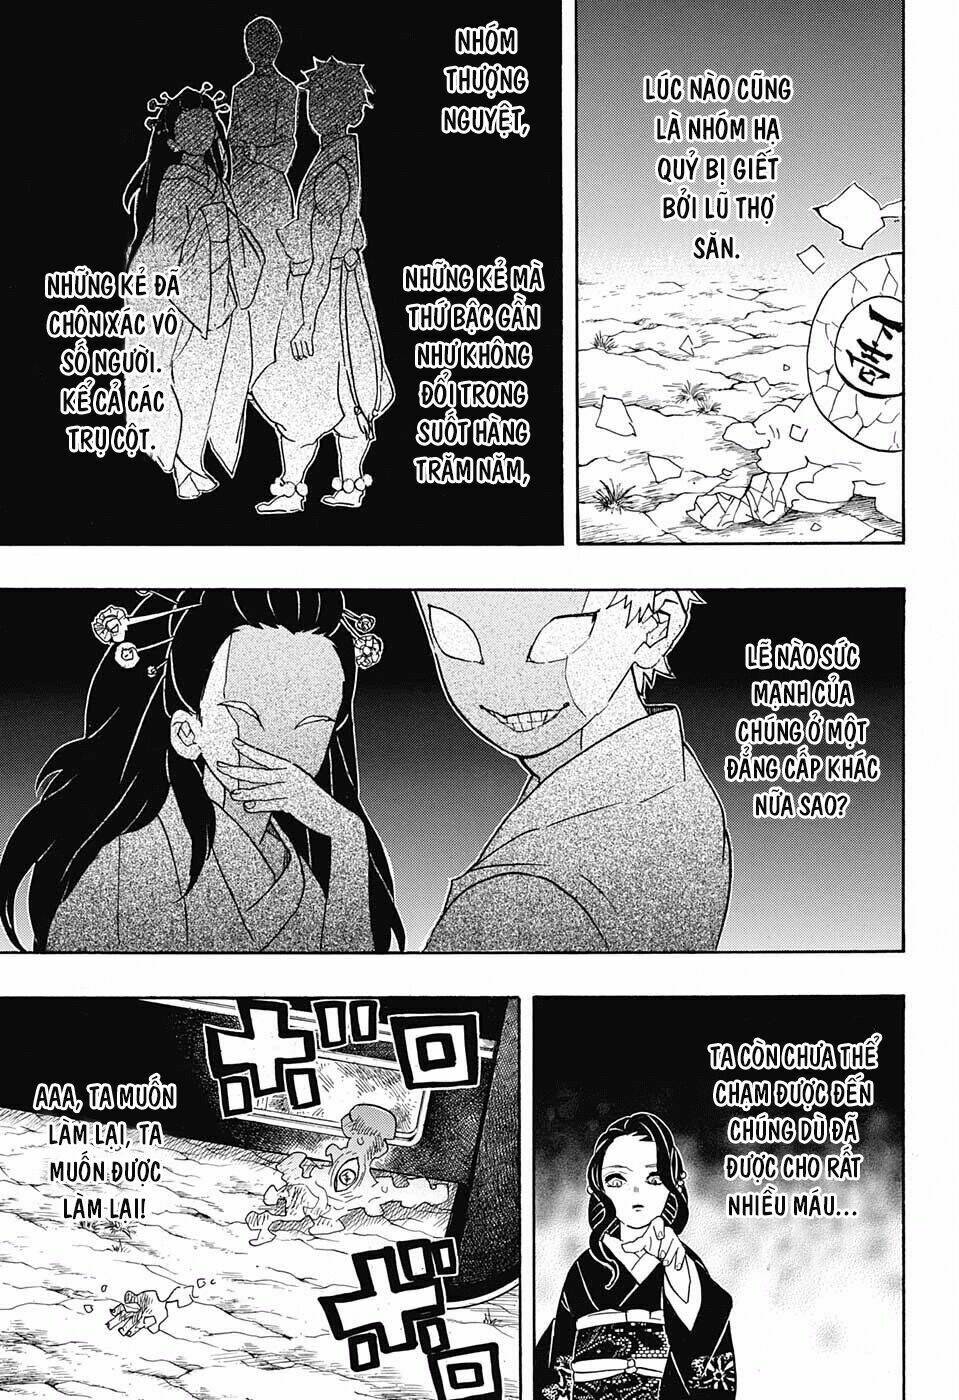 LÚC NÀO CŨNG
LÀ NHÓM HẠ
QUỶ BỊ GIẾT
BỞI LŨ THỢ
SĂN.
NHÓM
THƯỢNG
NGUYỆT,
NHỮNG KẺ MÀ
THỨ BẬC GẦN
NHƯ KHÔNG
ĐỔI TRONG
SUỐT HÀNG
TRĂM NĂM,
NHỮNG KẺ ĐÃ
CHÔN XÁC VÔ
SỐ NGƯỜI.
KỂ CẢ CÁC
TRỤ CỘT.
LẼ NÀO SỨC
MẠNH CỦA
CHÚNG Ở MỘT
ĐẲNG CẤP KHÁC
NỮA SAO?
TA CÒN CHƯA THỂ
CHẠM ĐƯỢC ĐẾN
CHÚNG DÙ ĐÃ
ĐƯỢC CHO RẤT
NHIỀU MÁU...
ボロ
ボロ
AAA, TA MUỐN
LÀM LẠI, TA
MUỐN ĐƯỢC
LÀM LẠI!